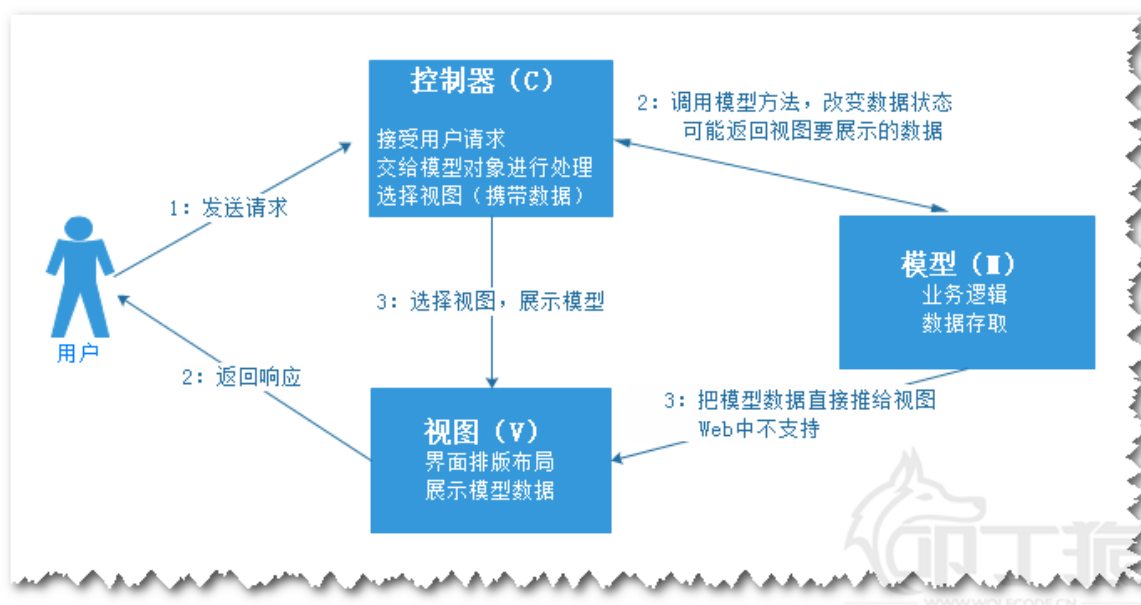 控制器（C）
接受用户请求
交给模型对象进行处理
选择视图（携带数据）
2：调用模型方法，改变数据状态
可能返回视图要展示的数据
1：发送请求
模型（M）
业务逻辑
数据存取
3：选择视图，展示模型
用户
2：返回响应
3：把模型数据直接推给视图
Web中不支持
视图（V）
界面排版布局
展示模型数据
WWW.WOLFCODE.CN